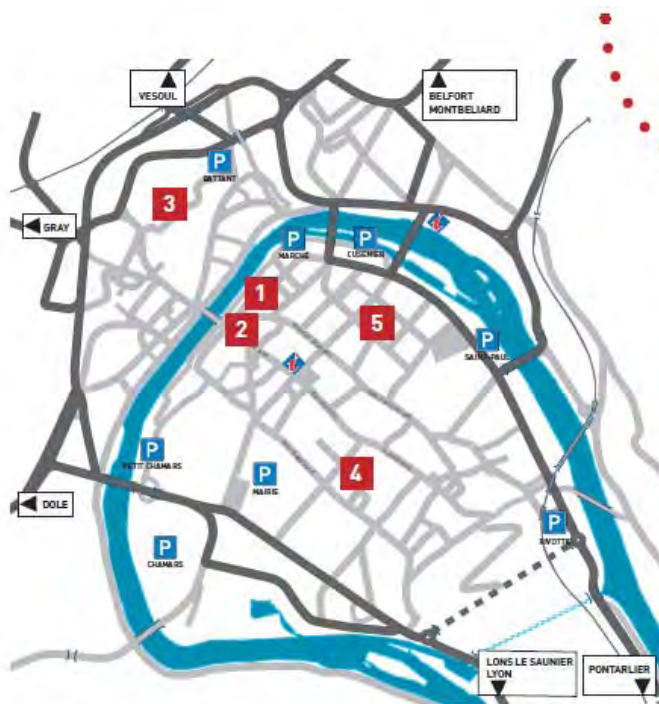 VESOUL
BELFORT
MONTBELIARD
P
BATTANT
3
GRAY
P
MARCHÉ
P
CUSENIER
i
1
2
5
P
SAINT-PAUL
i
P
PETIT CHAMARS
P
MAIRIE
4
DOLE
P
CHAMARS
P
RIVOTTE
LONS LE SAUNIER
LYON
PONTARLIER